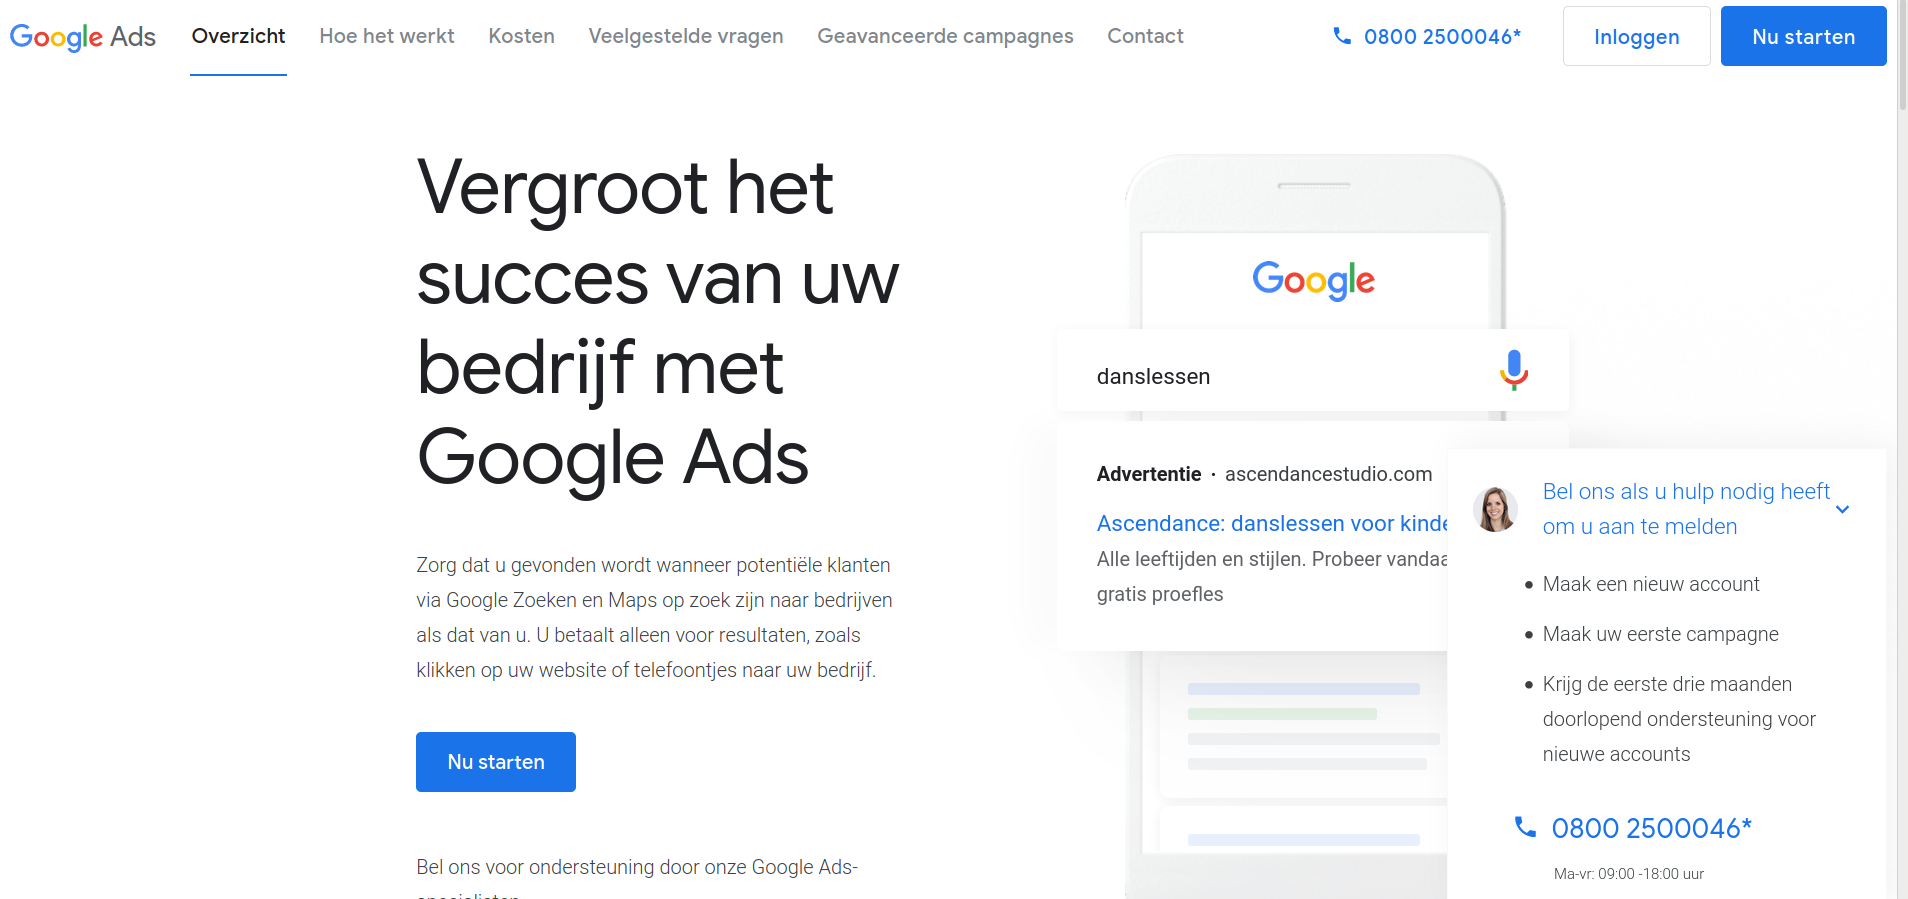 Google Ads
Overzicht
Hoe het werkt
Kosten
Veelgestelde vragen
Geavanceerde campagnes
Contact
0800 2500046*
Inloggen
Nu starten
Vergroot het
succes van uw
bedrijf met
Google Ads
Zorg dat u gevonden wordt wanneer potentiële klanten
via Google Zoeken en Maps op zoek zijn naar bedrijven
als dat van u. U betaalt alleen voor resultaten, zoals
klikken op uw website of telefoontjes naar uw bedrijf.
Nu starten
Bel ons voor ondersteuning door onze Google Ads-
Google
danslessen
Advertentie · ascendancestudio.com
Ascendance: danslessen voor kinde
Alle leeftijden en stijlen. Probeer vandaa
gratis proefles
Bel ons als u hulp nodig heeft
om u aan te melden
• Maak een nieuw account
• Maak uw eerste campagne
• Krijg de eerste drie maanden
doorlopend ondersteuning voor
nieuwe accounts
0800 2500046*
Ma-vr: 09:00 -18:00 uur